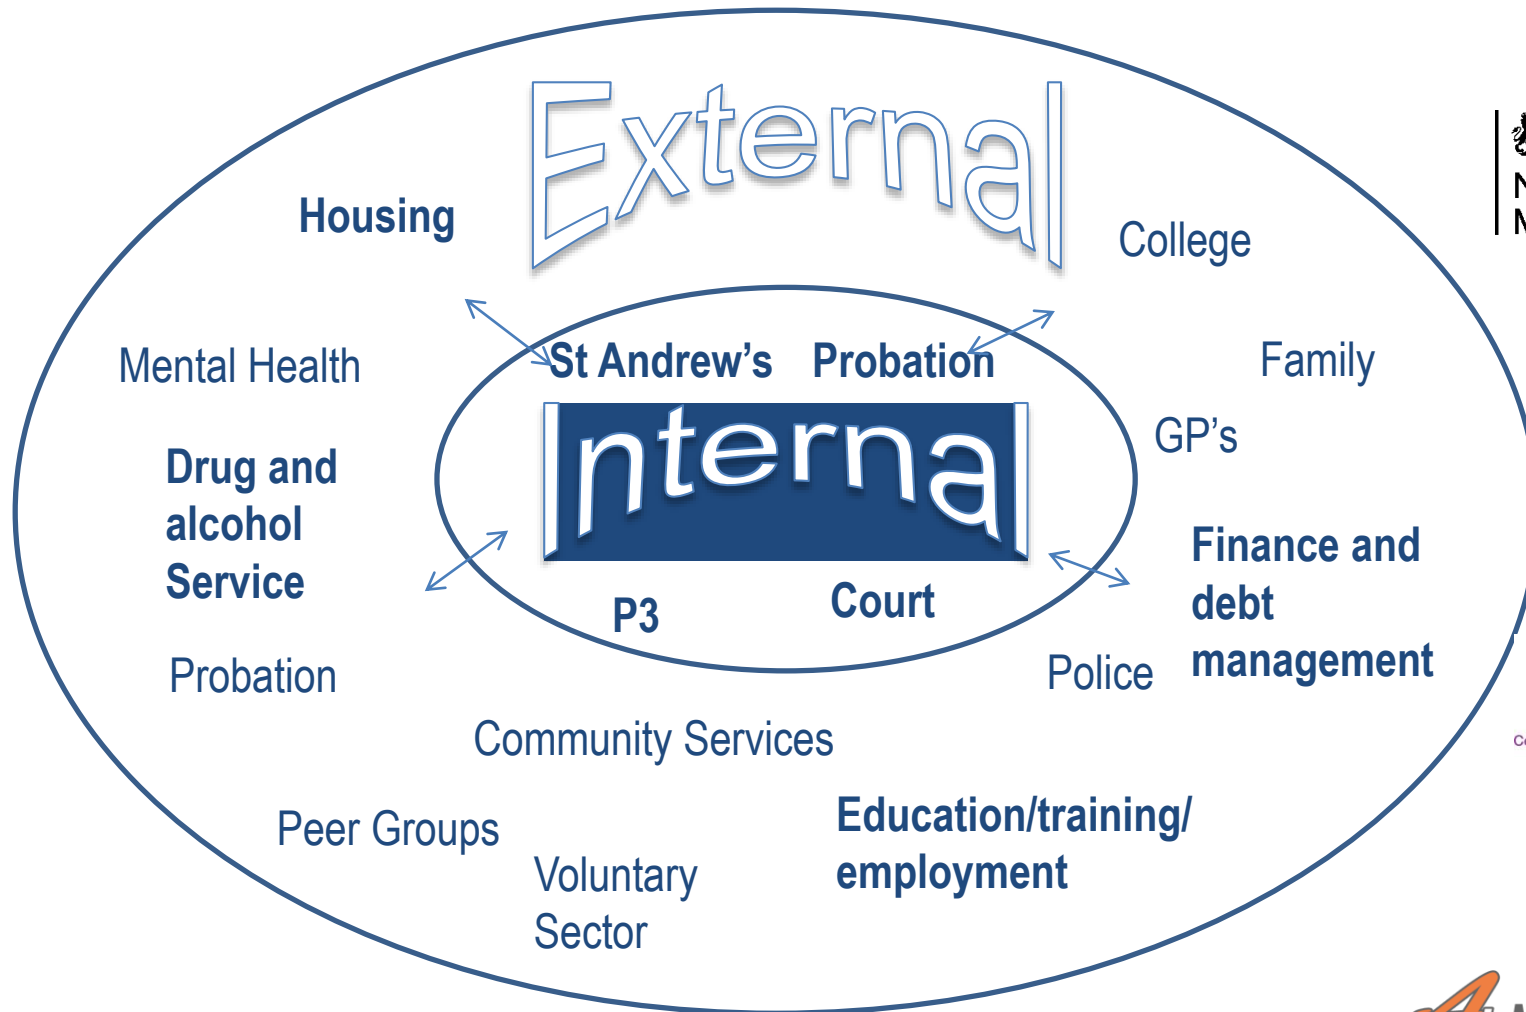 External
Housing
College
St Andrew's
Probation
Mental Health
Family
Internal
GP's
Drug and
alcohol
Service
Finance and
debt
management
P3
Court
Probation
Police
Community Services
Peer Groups
Education/training/
employment
Voluntary
Sector